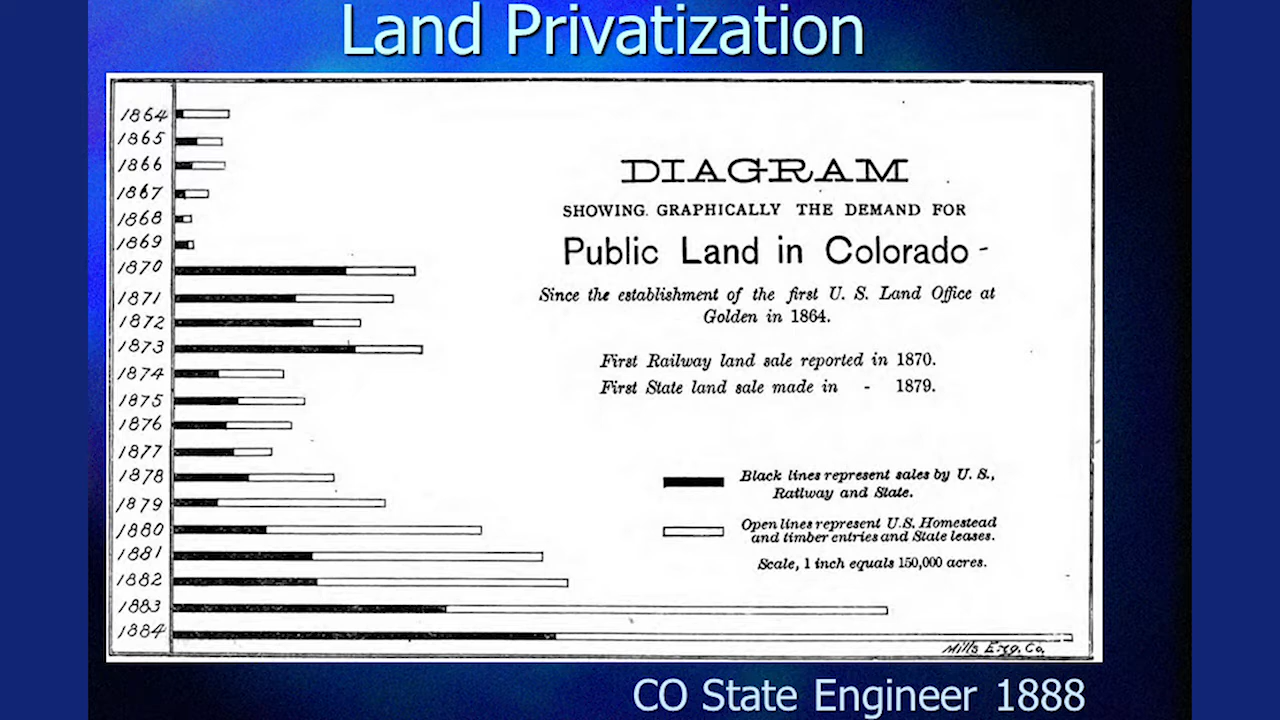 Land Privatization
1864
1865
1866
1867
1868
1869
1870
1871
1872
1873
1874
1875
1876
1877
1878
1879
1880
1881
1882
1883
1884
DIAGRAM
SHOWING. GRAPHICALLY THE DEMAND FOR
Public Land in Colorado -
Since the establishment of the first U. S. Land Office at
Golden in 1864.
First Railway land sale reported in 1870.
First State land sale made in - 1879.
Black lines represent sales by U. S.,
Railway and State.
Open lines represent U.S. Homestead
and timber entries and State leases.
Scale, 1 inch equals 150,000 acres.
Mills Eng. Co.
CO State Engineer 1888